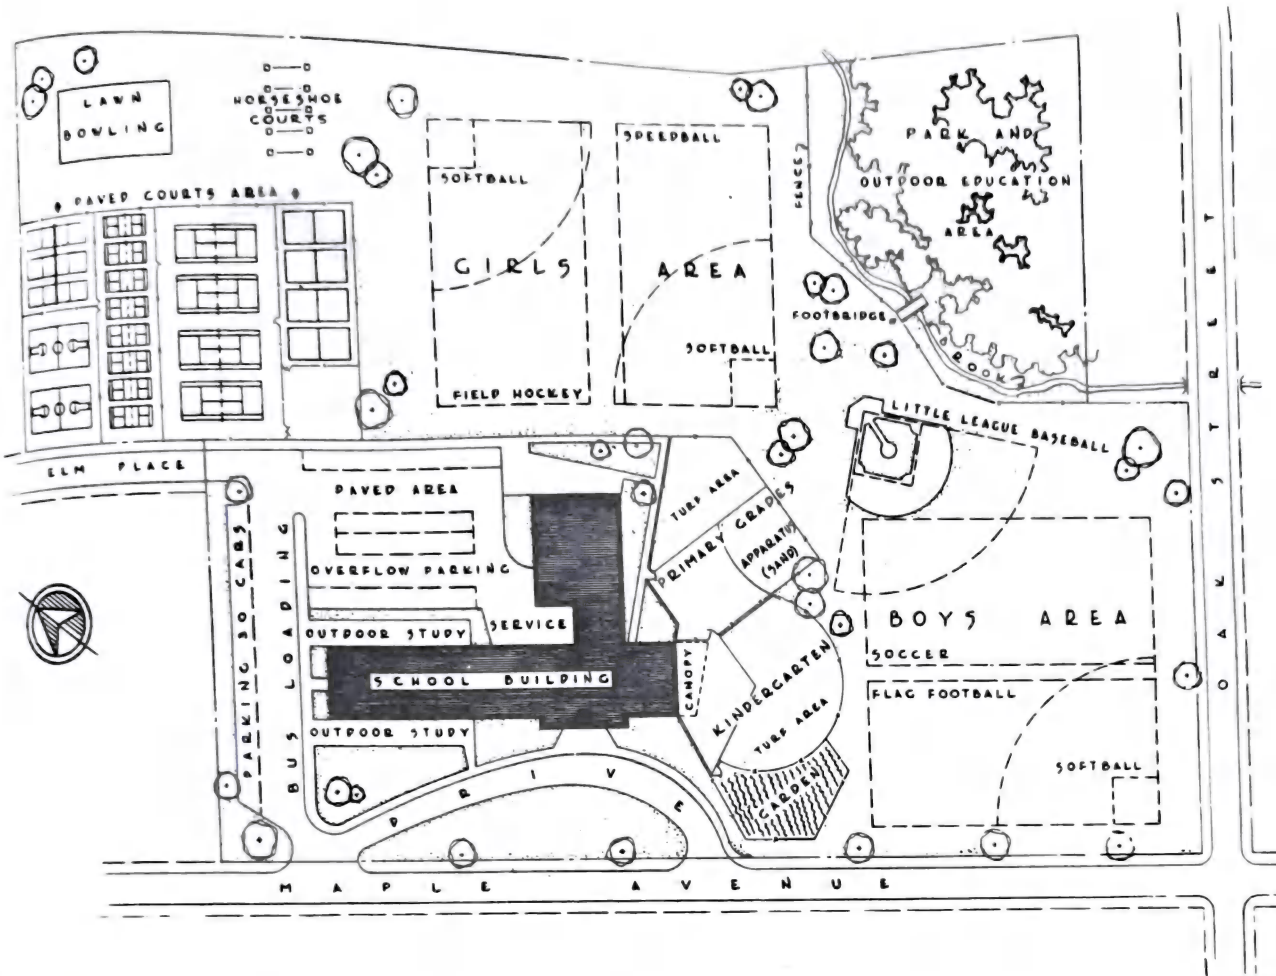 LAWN
BOWLING
HORSESHOE
COURTS
PAVED COURTS AREA
SOFTBALL
GIRLS AREA
FIELD HOCKEY
SPEEDBALL
SOFTBALL
FENCE
PARK AND
OUTDOOR EDUCATION
AREA
FOOTBRIDGE
BROOK
LITTLE LEAGUE BASEBALL
OAK STREET
ELM PLACE
PAVED AREA
OVERFLOW PARKING
PARKING 30 CARS
BUS LOADING
OUTDOOR STUDY
SERVICE
SCHOOL BUILDING
CANOPY
OUTDOOR STUDY
TURF AREA
PRIMARY GRADES
APPARATUS
(SAND)
KINDERGARTEN
TURF AREA
GARDEN
BOYS AREA
SOCCER
FLAG FOOTBALL
SOFTBALL
DRIVE
MAPLE AVENUE